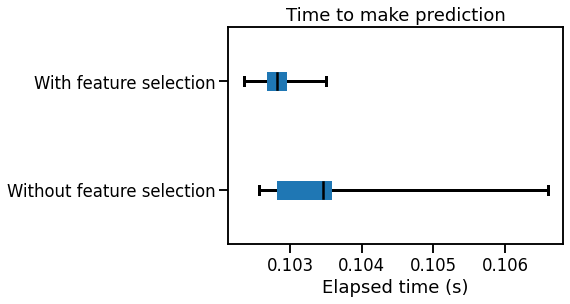 Time to make prediction
With feature selection
Without feature selection
0.103 0.104 0.105 0.106
Elapsed time (s)